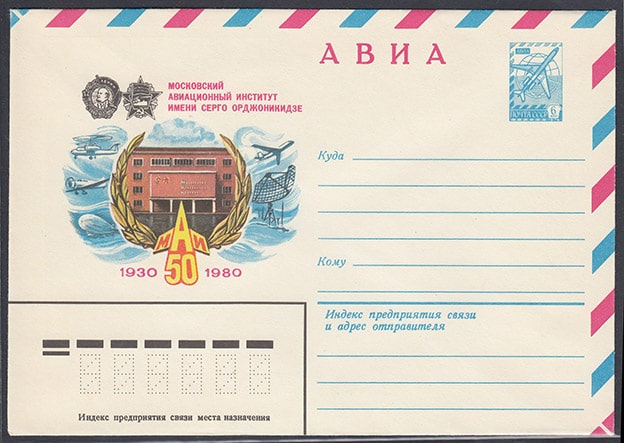 АВИА
МОСКОВСКИЙ
АВИАЦИОННЫЙ ИНСТИТУТ
ИМЕНИ СЕРГО ОРДЖОНИКИДЗЕ
ПОЧТА СССР 6
МАИ
50
1930 1980
Куда
Кому
Индекс предприятия связи
и адрес отправителя
Индекс предприятия связи места назначения